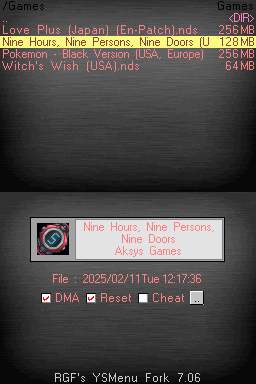 /Games Games
.. <DIR>
Love Plus (Japan) (En-Patch).nds 256MB
Nine Hours, Nine Persons, Nine Doors (U 128MB
Pokemon - Black Version (USA, Europe) 256MB
Witch's Wish (USA).nds 64MB
Nine Hours, Nine Persons,
Nine Doors
Aksys Games
File : 2025/02/11Tue 12:17:36
DMA Reset Cheat ..
RGF's YSMenu Fork 7.06